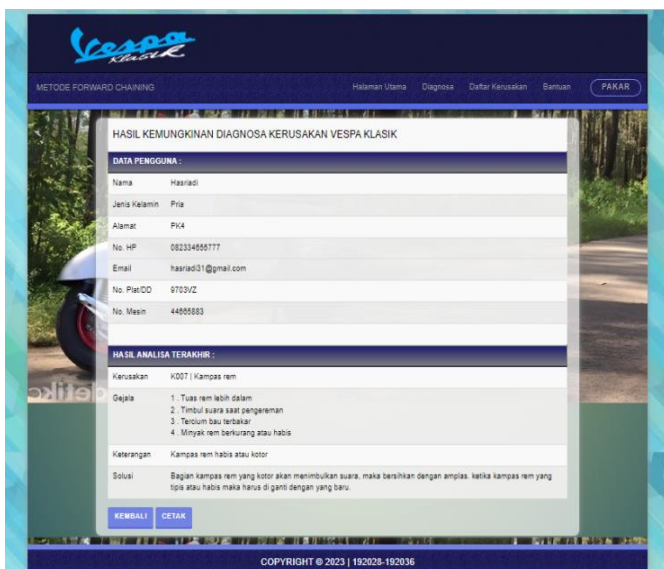 Vespa
Klasik
METODE FORWARD CHAINING
Halaman Utama Diagnosa Daftar Kerusakan Bantuan PAKAR
HASIL KEMUNGKINAN DIAGNOSA KERUSAKAN VESPA KLASIK
DATA PENGGUNA :
Nama Hasriadi
Jenis Kelamin Pria
Alamat PK4
No. HP 082334656777
Email hasriadi31@gmail.com
No. Plat/DD 9703VZ
No. Mesin 44665883
HASIL ANALISA TERAKHIR :
Kerusakan K007 | Kampas rem
Gejala 1 . Tuas rem lebih dalam
2 . Timbul suara saat pengereman
3 . Tercium bau terbakar
4 . Minyak rem berkurang atau habis
Keterangan Kampas rem habis atau kotor
Solusi Bagian kampas rem yang kotor akan menimbulkan suara, maka bersihkan dengan amplas. ketika kampas rem yang
tipis atau habis maka harus di ganti dengan yang baru.
KEMBALI CETAK
COPYRIGHT © 2023 | 192028-192036